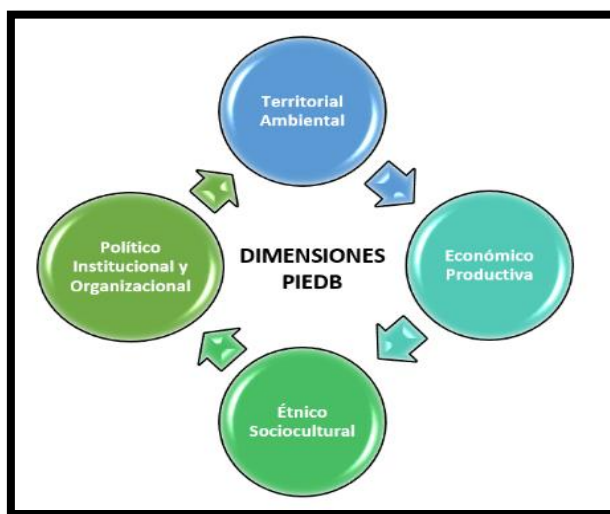 Territorial
Ambiental
Económico
Productiva
Étnico
Sociocultural
Político
Institucional y
Organizacional
DIMENSIONES
PIEDB